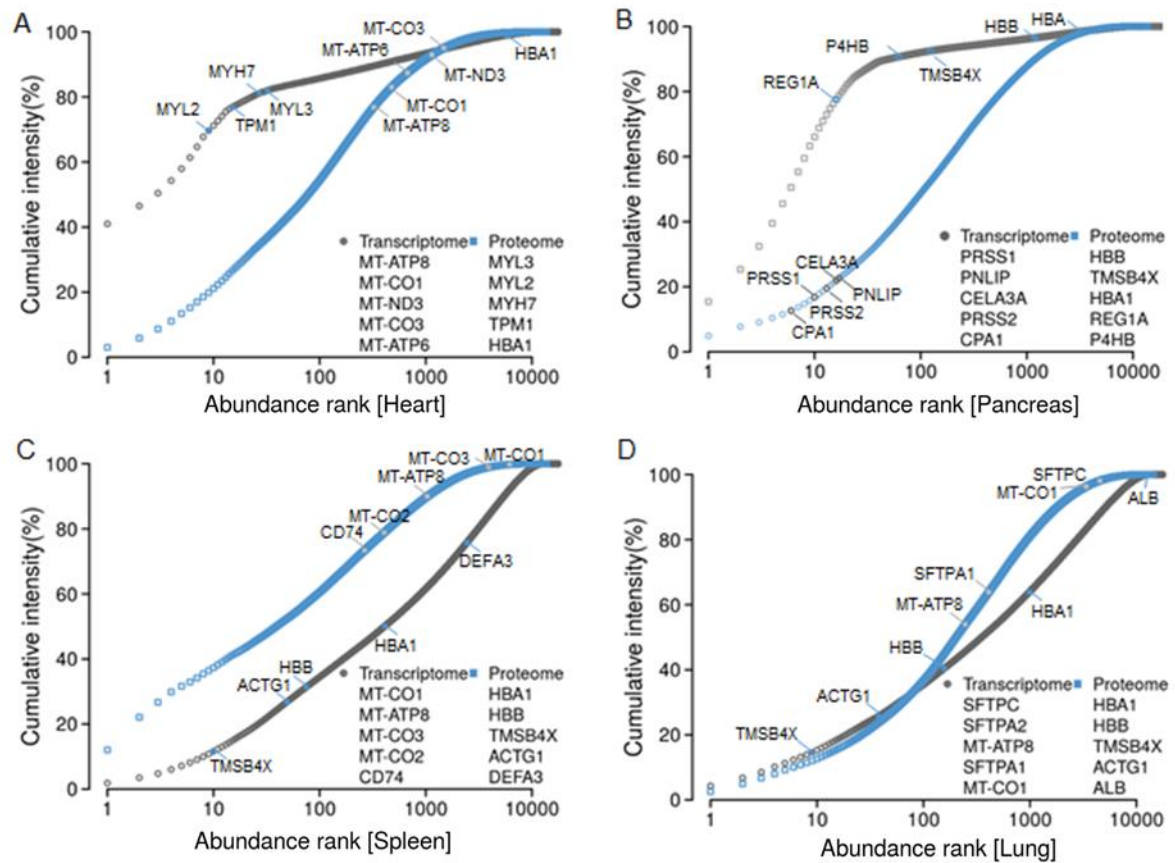 A
Cumulative intensity(%)
100
80
60
40
20
0
1 10 100 1000 10000
Abundance rank [Heart]
MT-CO3
MT-ATP6
HBA1
MYH7
MT-ND3
MYL2
MYL3
TPM1
MT-CO1
MT-ATP8
Transcriptome Proteome
MT-ATP8 MYL3
MT-CO1 MYL2
MT-ND3 MYH7
MT-CO3 TPM1
MT-ATP6 HBA1
B
Cumulative intensity(%)
100
80
60
40
20
0
1 10 100 1000 10000
Abundance rank [Pancreas]
HBA
HBB
P4HB
TMSB4X
REG1A
CELA3A
PRSS1
PNLIP
PRSS2
CPA1
Transcriptome Proteome
PRSS1 HBB
PNLIP TMSB4X
CELA3A HBA1
PRSS2 REG1A
CPA1 P4HB
C
Cumulative intensity(%)
100
80
60
40
20
0
1 10 100 1000 10000
Abundance rank [Spleen]
MT-CO3 MT-CO1
MT-ATP8
MT-CO2
CD74
DEFA3
HBA1
HBB
ACTG1
TMSB4X
Transcriptome Proteome
MT-CO1 HBA1
MT-ATP8 HBB
MT-CO3 TMSB4X
MT-CO2 ACTG1
CD74 DEFA3
D
Cumulative intensity(%)
100
80
60
40
20
0
1 10 100 1000 10000
Abundance rank [Lung]
SFTPC
MT-CO1
ALB
SFTPA1
MT-ATP8
HBA1
HBB
ACTG1
TMSB4X
Transcriptome Proteome
SFTPC HBA1
SFTPA2 HBB
MT-ATP8 TMSB4X
SFTPA1 ACTG1
MT-CO1 ALB